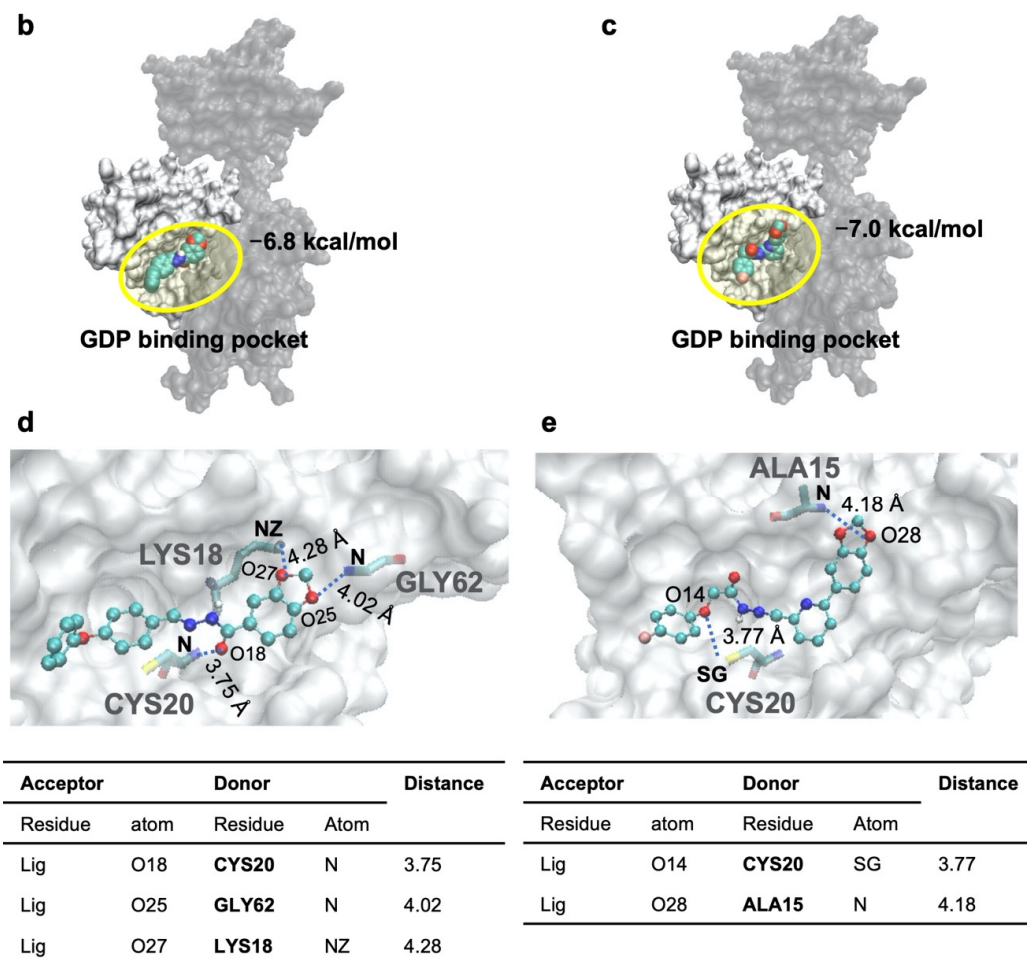 b
−6.8 kcal/mol
GDP binding pocket
c
−7.0 kcal/mol
GDP binding pocket
d
NZ
LYS18
4.28 Å
N
O27
GLY62
4.02 Å
O25
N
O18
3.75 Å
CYS20
e
ALA15
N
4.18 Å
O28
O14
3.77 Å
SG
CYS20
Acceptor Donor Distance
Residue atom Residue Atom
Lig O18 CYS20 N 3.75
Lig O25 GLY62 N 4.02
Lig O27 LYS18 NZ 4.28
Acceptor Donor Distance
Residue atom Residue Atom
Lig O14 CYS20 SG 3.77
Lig O28 ALA15 N 4.18